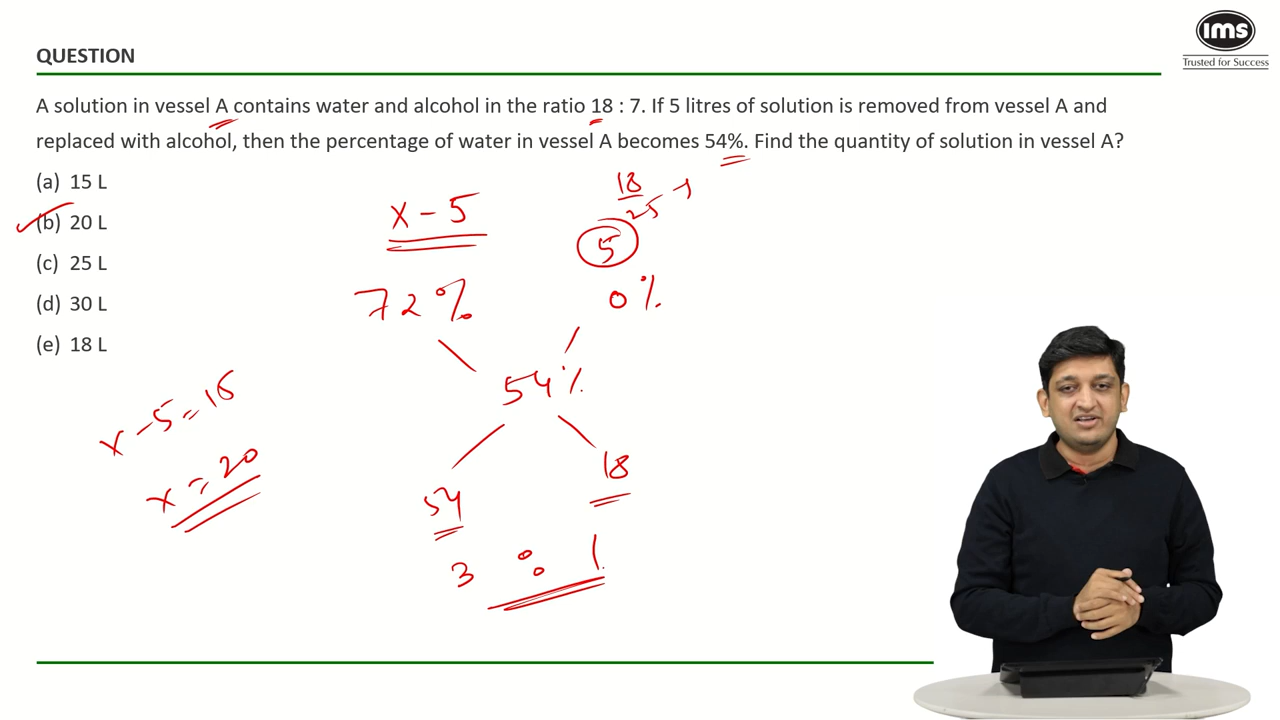 ims
Trusted for Success
QUESTION
A solution in vessel A contains water and alcohol in the ratio 18 : 7. If 5 litres of solution is removed from vessel A and
replaced with alcohol, then the percentage of water in vessel A becomes 54%. Find the quantity of solution in vessel A?
(a) 15 L
(b) 20 L
(c) 25 L
(d) 30 L
(e) 18 L
x - 5
18
25
5
72%
0%
54%
54
18
3 : 1
x - 5 = 15
x = 20